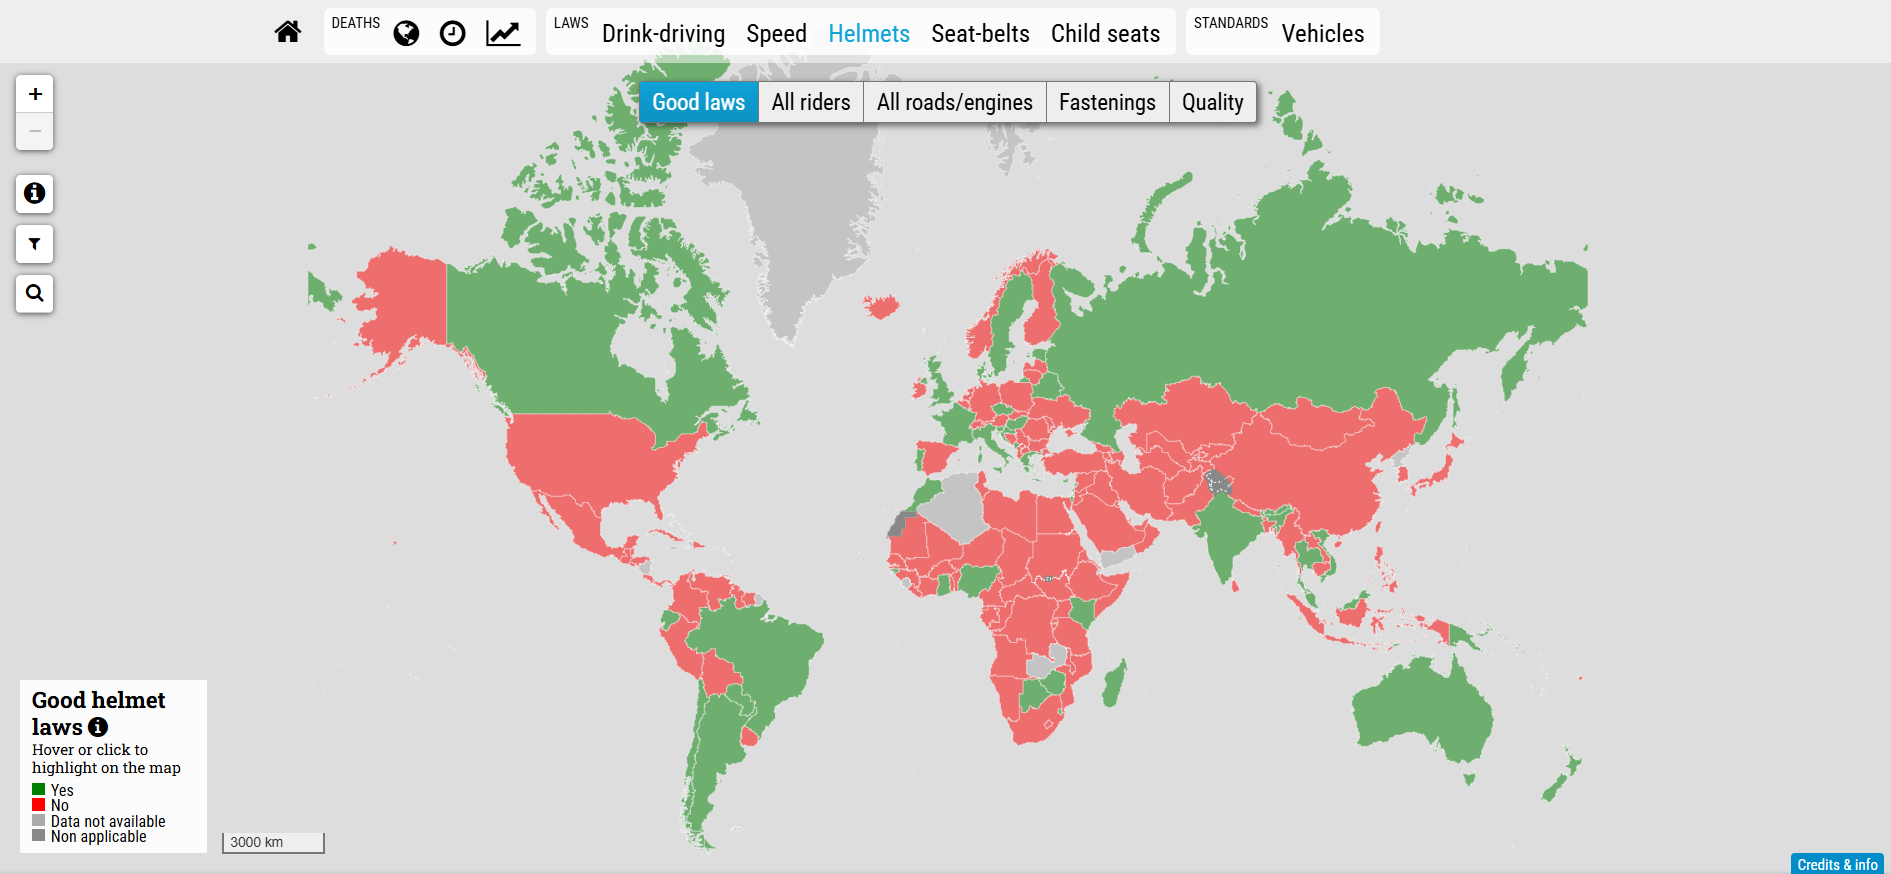 DEATHS
LAWS
Drink-driving
Speed
Helmets
Seat-belts
Child seats
STANDARDS
Vehicles
+
−
Good laws
All riders
All roads/engines
Fastenings
Quality
Good helmet
laws
Hover or click to
highlight on the map
Yes
No
Data not available
Non applicable
3000 km
Credits & info